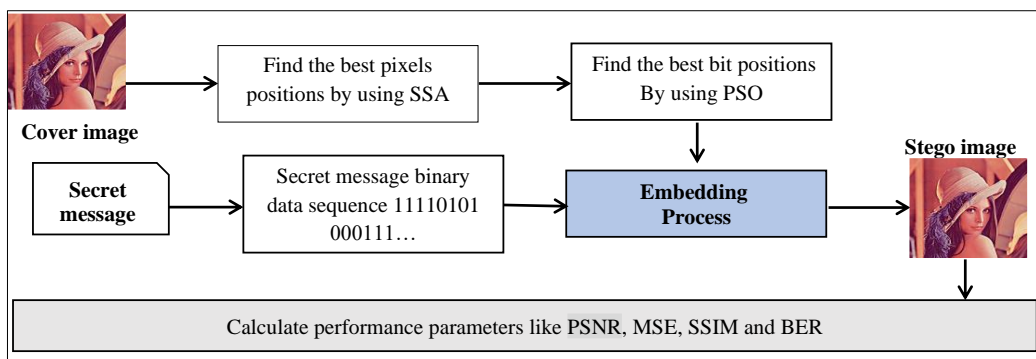 Find the best pixels
positions by using SSA
Find the best bit positions
By using PSO
Cover image
Stego image
Secret
message
Secret message binary
data sequence 11110101
000111…
Embedding
Process
Calculate performance parameters like PSNR, MSE, SSIM and BER